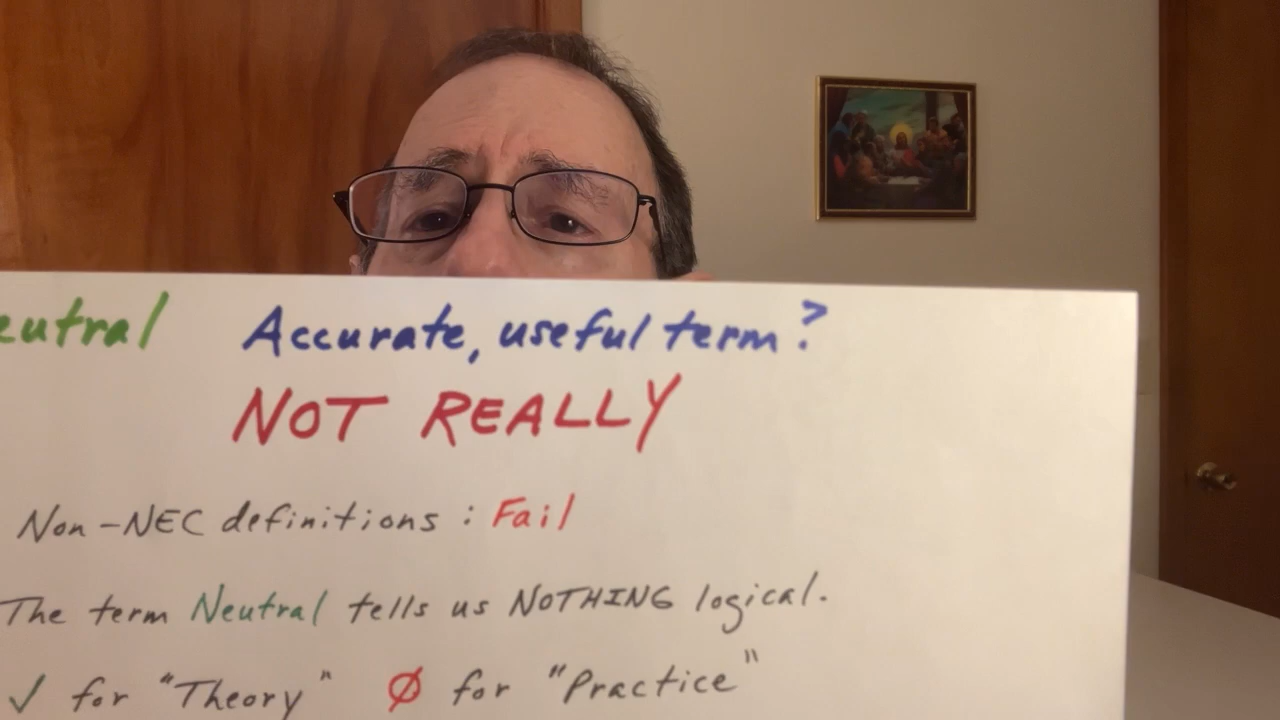 eutral Accurate, useful term?
NOT REALLY
Non-NEC definitions : Fail
The term Neutral tells us NOTHING logical.
✓ for "Theory" Ø for "Practice"